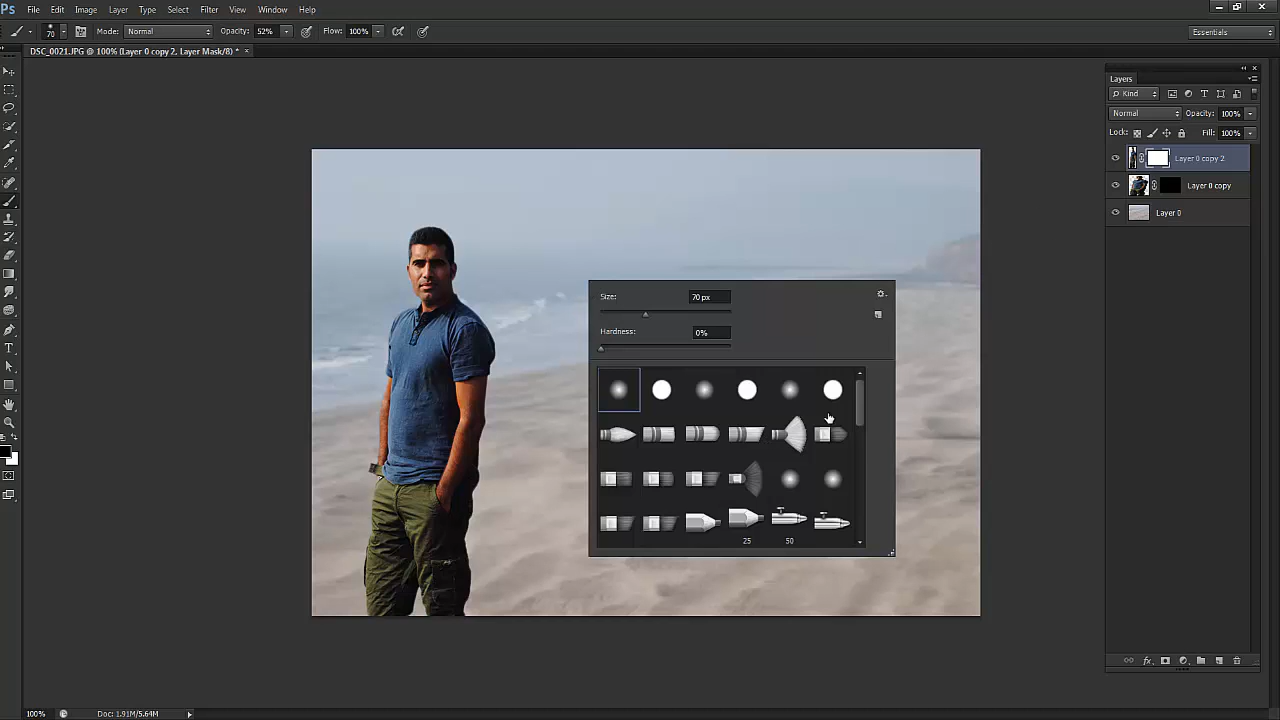 Ps File Edit Image Layer Type Select Filter View Window Help
70 Mode: Normal Opacity: 52% Flow: 100% Essentials
DSC_0021.JPG @ 100% (Layer 0 copy 2, Layer Mask/8) * ×
Layers
Kind
Normal Opacity: 100%
Lock: Fill: 100%
Layer 0 copy 2
Layer 0 copy
Layer 0
Size: 70 px
Hardness: 0%
25 50
fx
100% Doc: 1.91M/5.64M